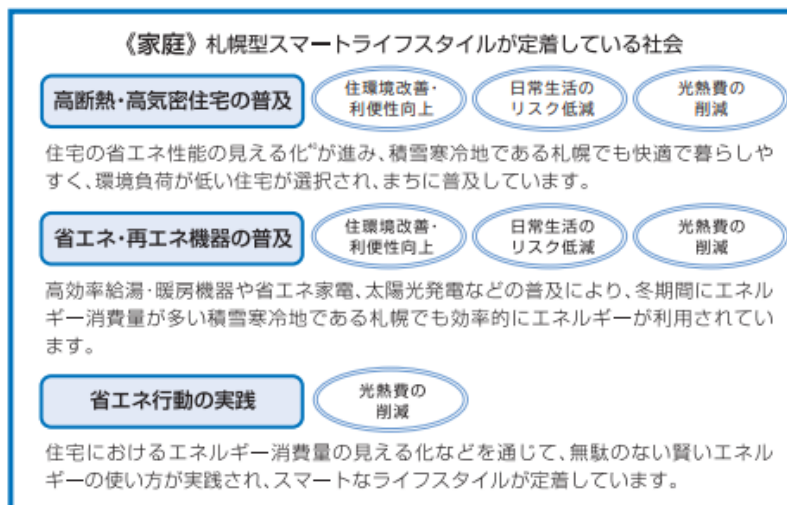 《家庭》札幌型スマートライフスタイルが定着している社会
高断熱・高気密住宅の普及
住環境改善・
利便性向上
日常生活の
リスク低減
光熱費の
削減
住宅の省エネ性能の見える化が進み、積雪寒冷地である札幌でも快適で暮らしや
すく、環境負荷が低い住宅が選択され、まちに普及しています。
省エネ・再エネ機器の普及
住環境改善・
利便性向上
日常生活の
リスク低減
光熱費の
削減
高効率給湯・暖房機器や省エネ家電、太陽光発電などの普及により、冬期間にエネル
ギー消費量が多い積雪寒冷地である札幌でも効率的にエネルギーが利用されてい
ます。
省エネ行動の実践
光熱費の
削減
住宅におけるエネルギー消費量の見える化などを通じて、無駄のない賢いエネル
ギーの使い方が実践され、スマートなライフスタイルが定着しています。